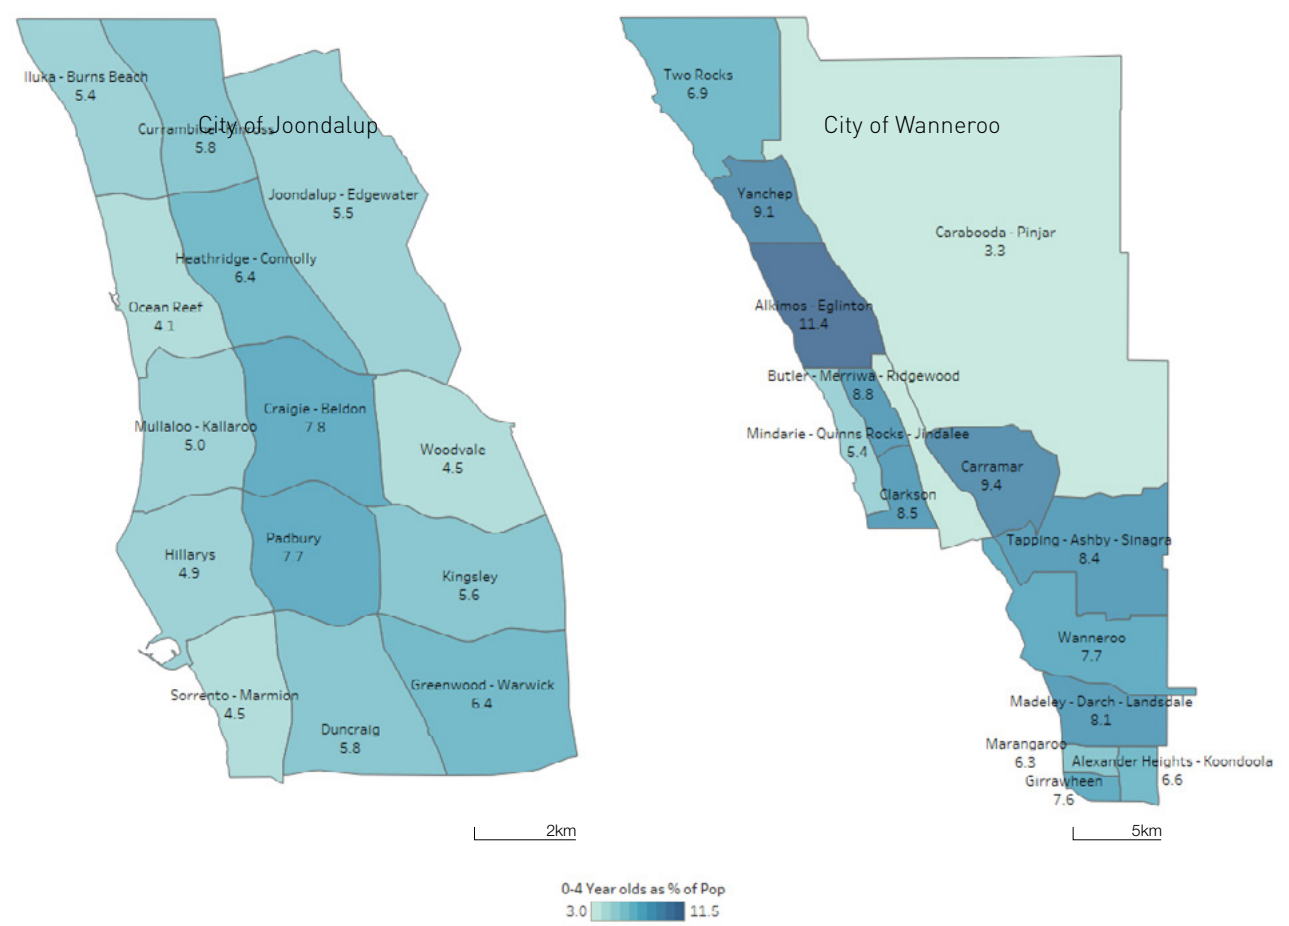 Iluka - Burns Beach
5.4
Currambine - Kinross
5.8
City of Joondalup
Joondalup - Edgewater
5.5
Heathridge - Connolly
6.4
Ocean Reef
4.1
Craigie - Beldon
7.8
Mullaloo - Kallaroo
5.0
Woodvale
4.5
Padbury
7.7
Hillarys
4.9
Kingsley
5.6
Sorrento - Marmion
4.5
Greenwood - Warwick
6.4
Duncraig
5.8
2km
Two Rocks
6.9
City of Wanneroo
Yanchep
9.1
Carabooda - Pinjar
3.3
Alkimos - Eglinton
11.4
Butler - Merriwa - Ridgewood
8.8
Mindarie - Quinns Rocks - Jindalee
5.4
Carramar
9.4
Clarkson
8.5
Tapping - Ashby - Sinagra
8.4
Wanneroo
7.7
Madeley - Darch - Landsdale
8.1
Marangaroo
6.3
Alexander Heights - Koondoola
6.6
Girrawheen
7.6
5km
0-4 Year olds as % of Pop
3.0 11.5